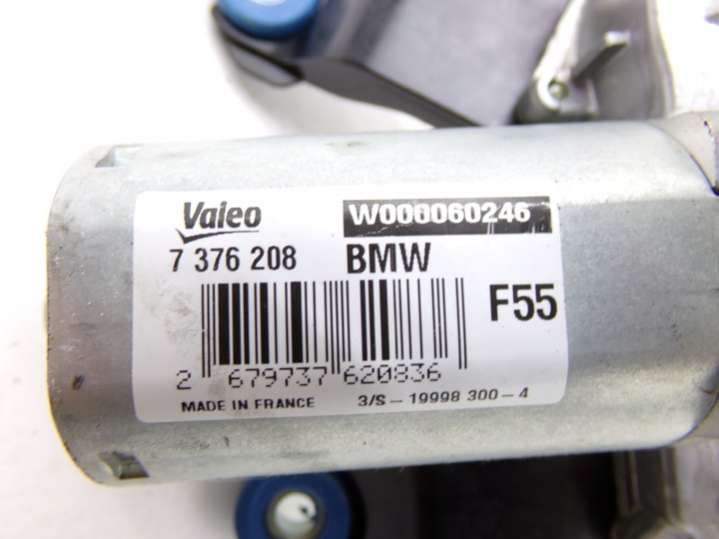 Valeo W000060246
7 376 208 BMW
F55
2 679737 620836
MADE IN FRANCE 3/S-19998 300-4